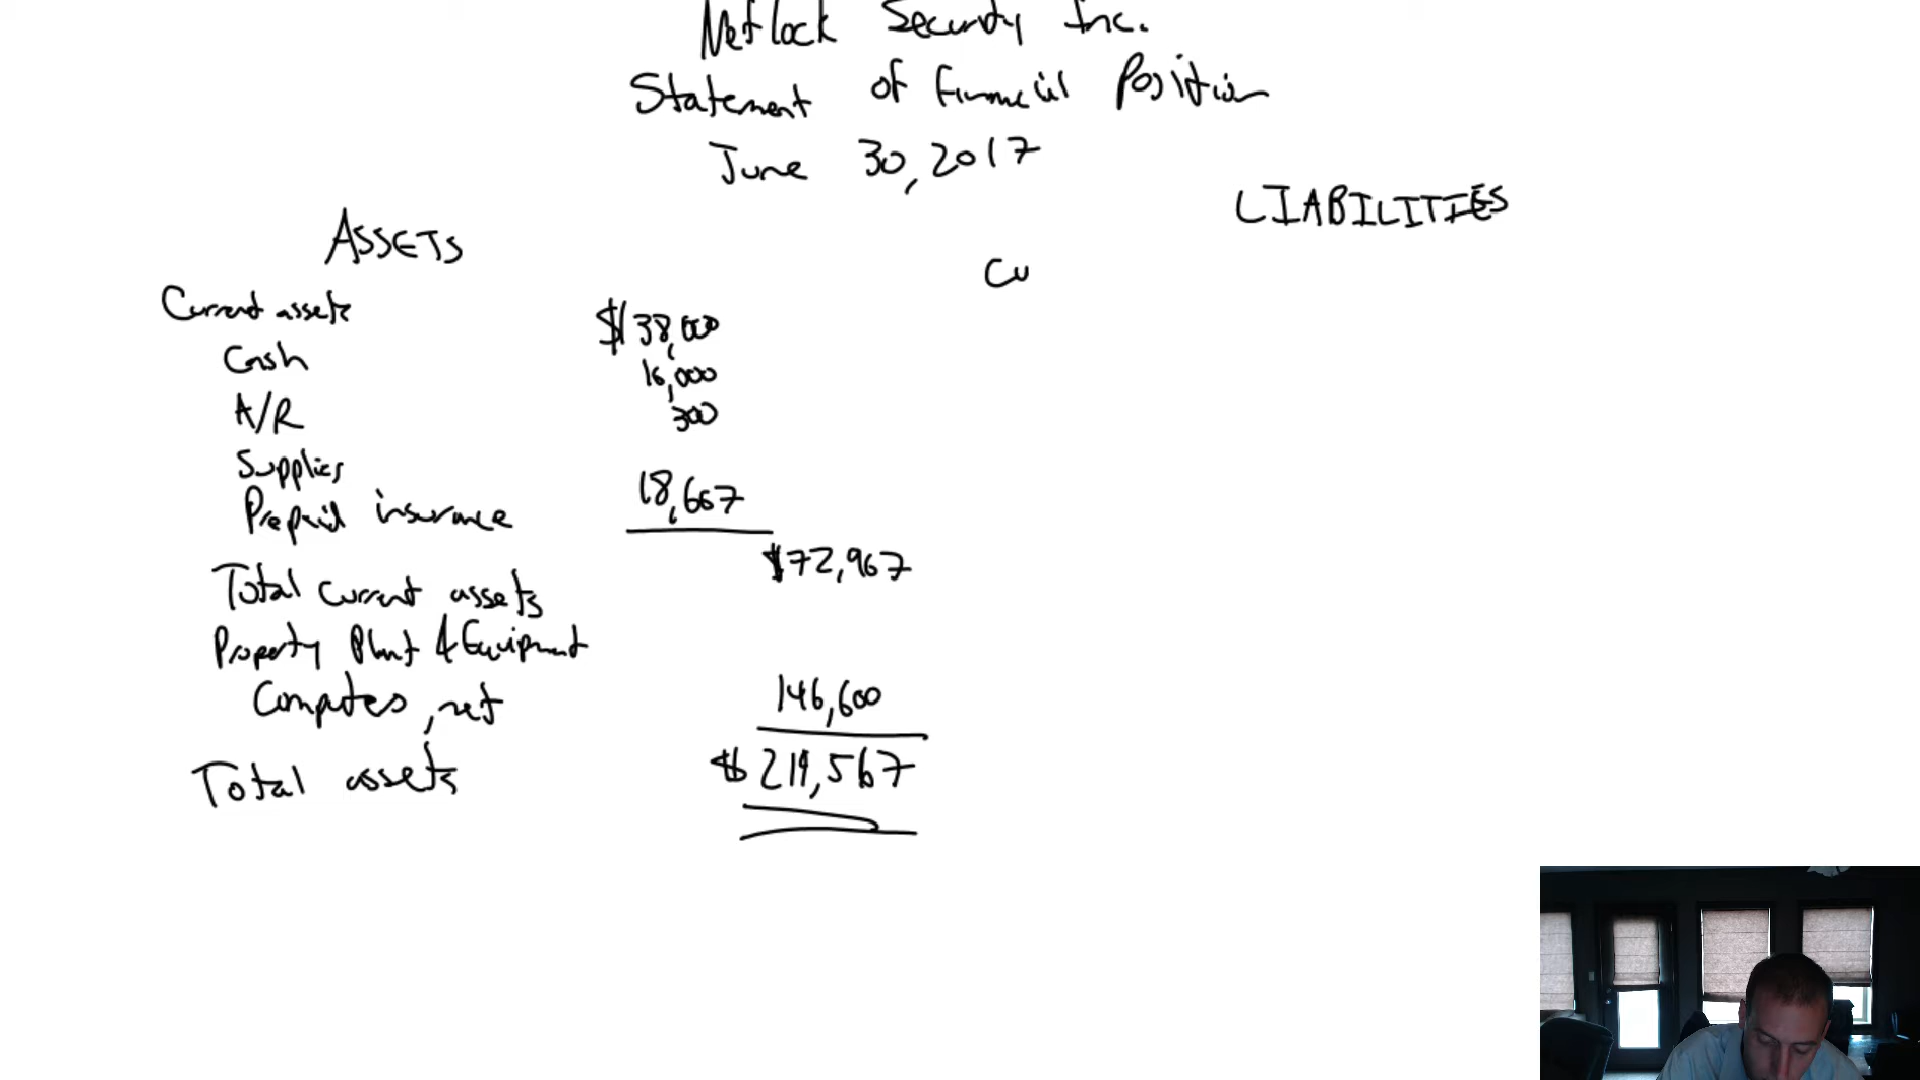 Netlock Security Inc.
Statement of Financial Position
June 30, 2017
LIABILITIES
ASSETS
Cu
Current assets
$38,000
Cash
16,000
A/R
300
Supplies
18,667
Prepaid insurance
$72,967
Total current assets
Property Plant & Equipment
146,600
Computers, net
$219,567
Total assets